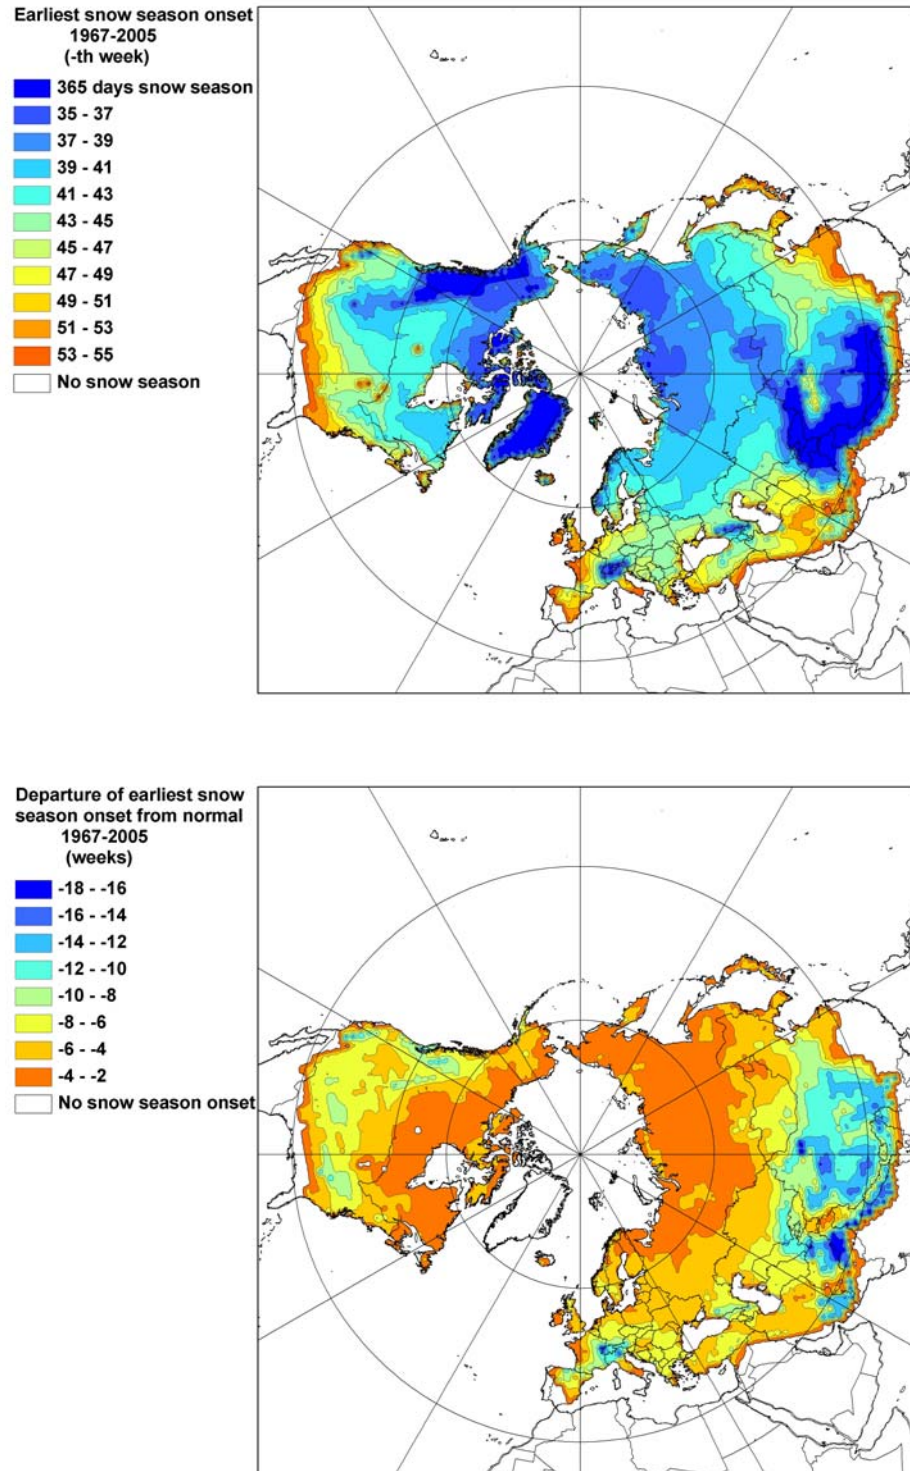 Earliest snow season onset
1967-2005
(-th week)
365 days snow season
35 - 37
37 - 39
39 - 41
41 - 43
43 - 45
45 - 47
47 - 49
49 - 51
51 - 53
53 - 55
No snow season
Departure of earliest snow
season onset from normal
1967-2005
(weeks)
-18 - -16
-16 - -14
-14 - -12
-12 - -10
-10 - -8
-8 - -6
-6 - -4
-4 - -2
No snow season onset